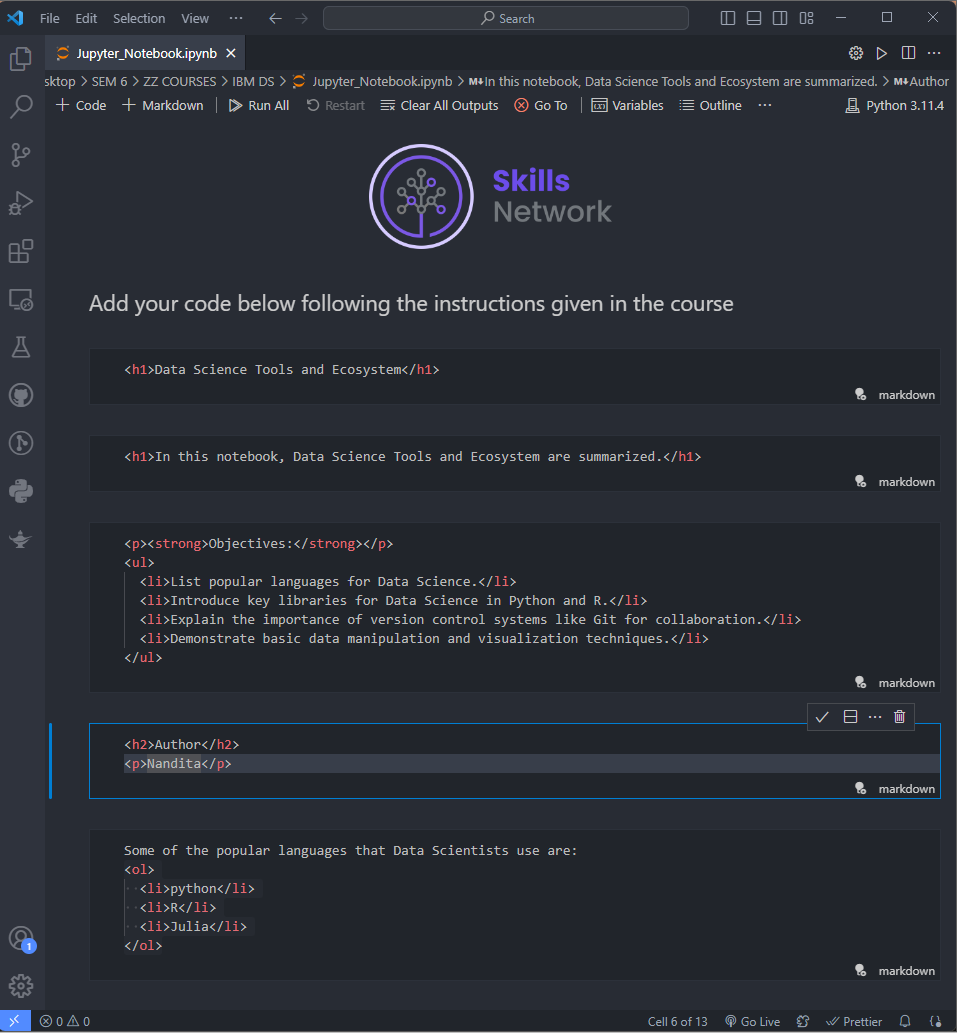 File Edit Selection View ··· Search
Jupyter_Notebook.ipynb
sktop > SEM 6 > ZZ COURSES > IBM DS > Jupyter_Notebook.ipynb > M↓In this notebook, Data Science Tools and Ecosystem are summarized. > M↓Author
+ Code + Markdown Run All Restart Clear All Outputs Go To Variables Outline ··· Python 3.11.4
Skills
Network
Add your code below following the instructions given in the course
<h1>Data Science Tools and Ecosystem</h1>
markdown
<h1>In this notebook, Data Science Tools and Ecosystem are summarized.</h1>
markdown
<p><strong>Objectives:</strong></p>
<ul>
<li>List popular languages for Data Science.</li>
<li>Introduce key libraries for Data Science in Python and R.</li>
<li>Explain the importance of version control systems like Git for collaboration.</li>
<li>Demonstrate basic data manipulation and visualization techniques.</li>
</ul>
markdown
<h2>Author</h2>
<p>Nandita</p>
markdown
Some of the popular languages that Data Scientists use are:
<ol>
<li>python</li>
<li>R</li>
<li>Julia</li>
</ol>
markdown
1
0 0 Cell 6 of 13 Go Live Prettier